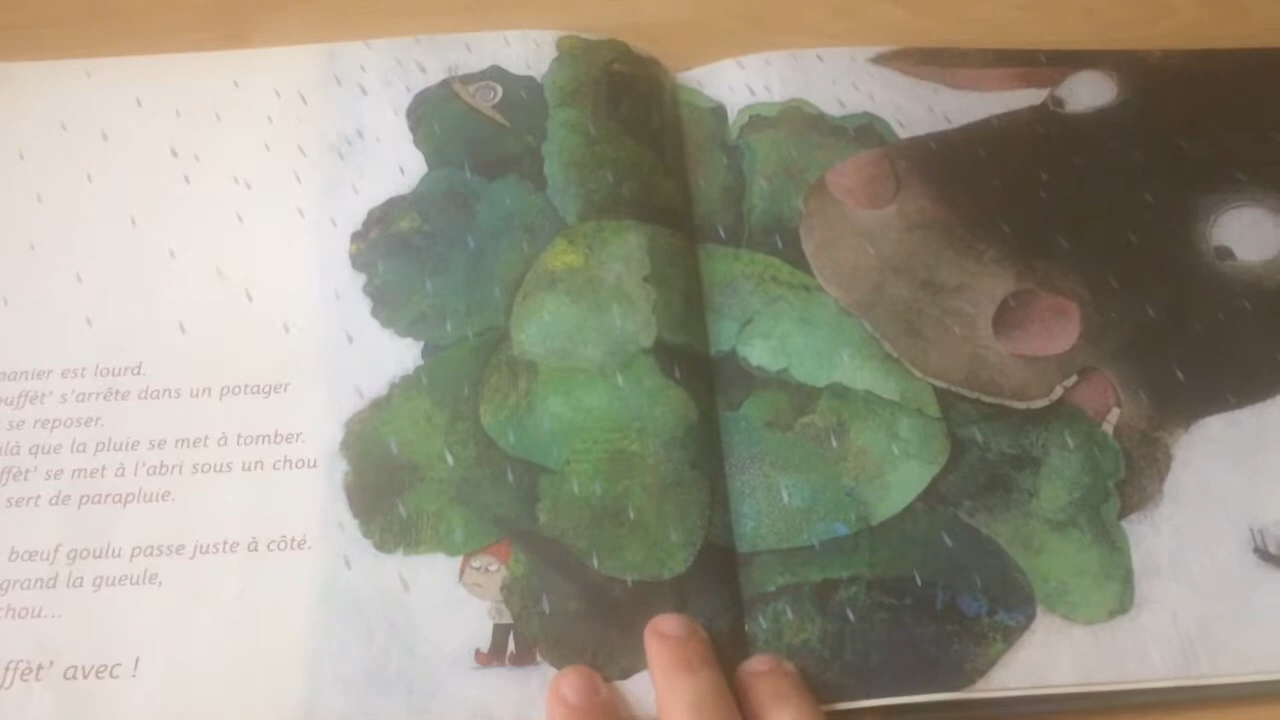 panier est lourd.
ouffèt' s'arrête dans un potager
se reposer.
ilà que la pluie se met à tomber.
ffèt' se met à l'abri sous un chou
sert de parapluie.
bœuf goulu passe juste à côté.
grand la gueule,
chou...
ffèt' avec !